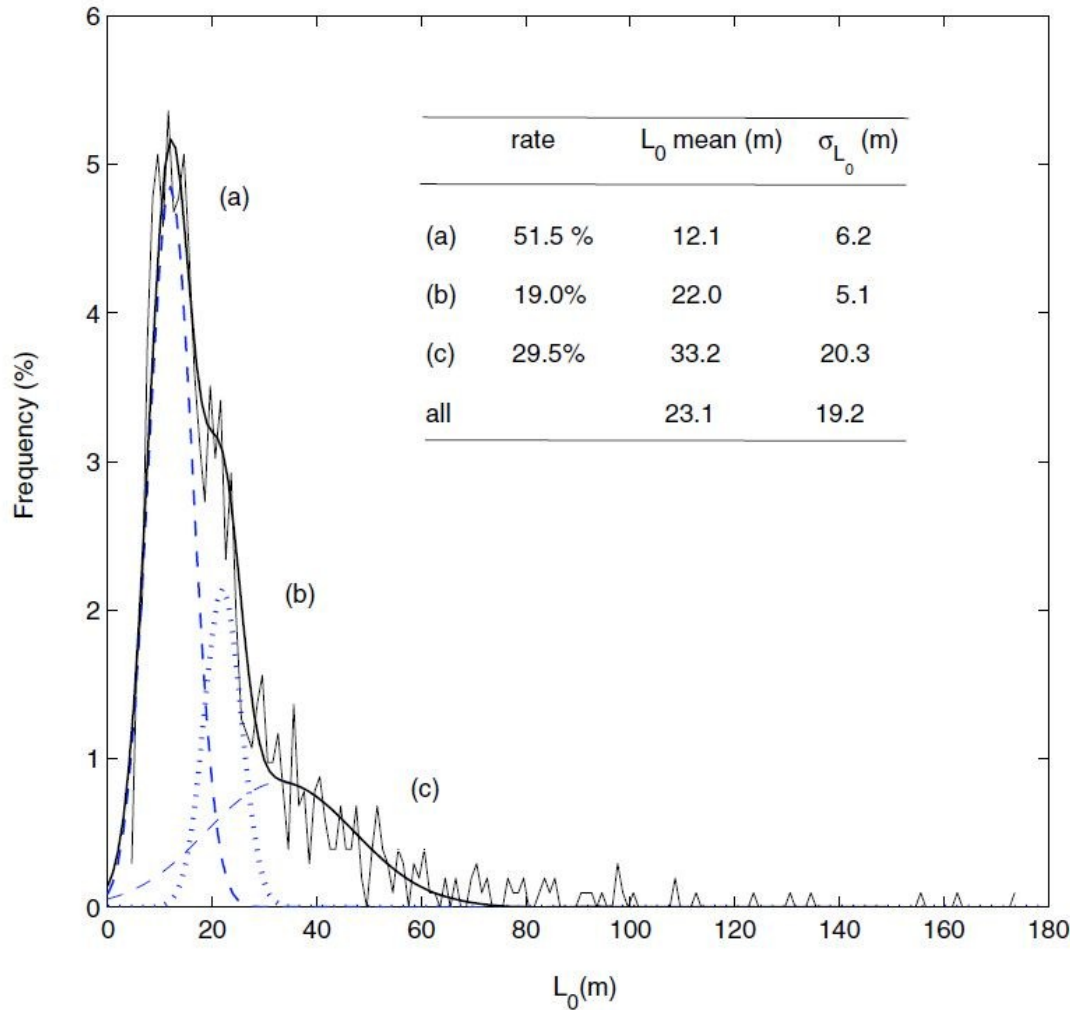 6
rate L0 mean (m) σL0 (m)
5
(a)
(a) 51.5 % 12.1 6.2
(b) 19.0% 22.0 5.1
4
(c) 29.5% 33.2 20.3
all 23.1 19.2
Frequency (%)
3
(b)
2
1
(c)
0
0 20 40 60 80 100 120 140 160 180
L0(m)